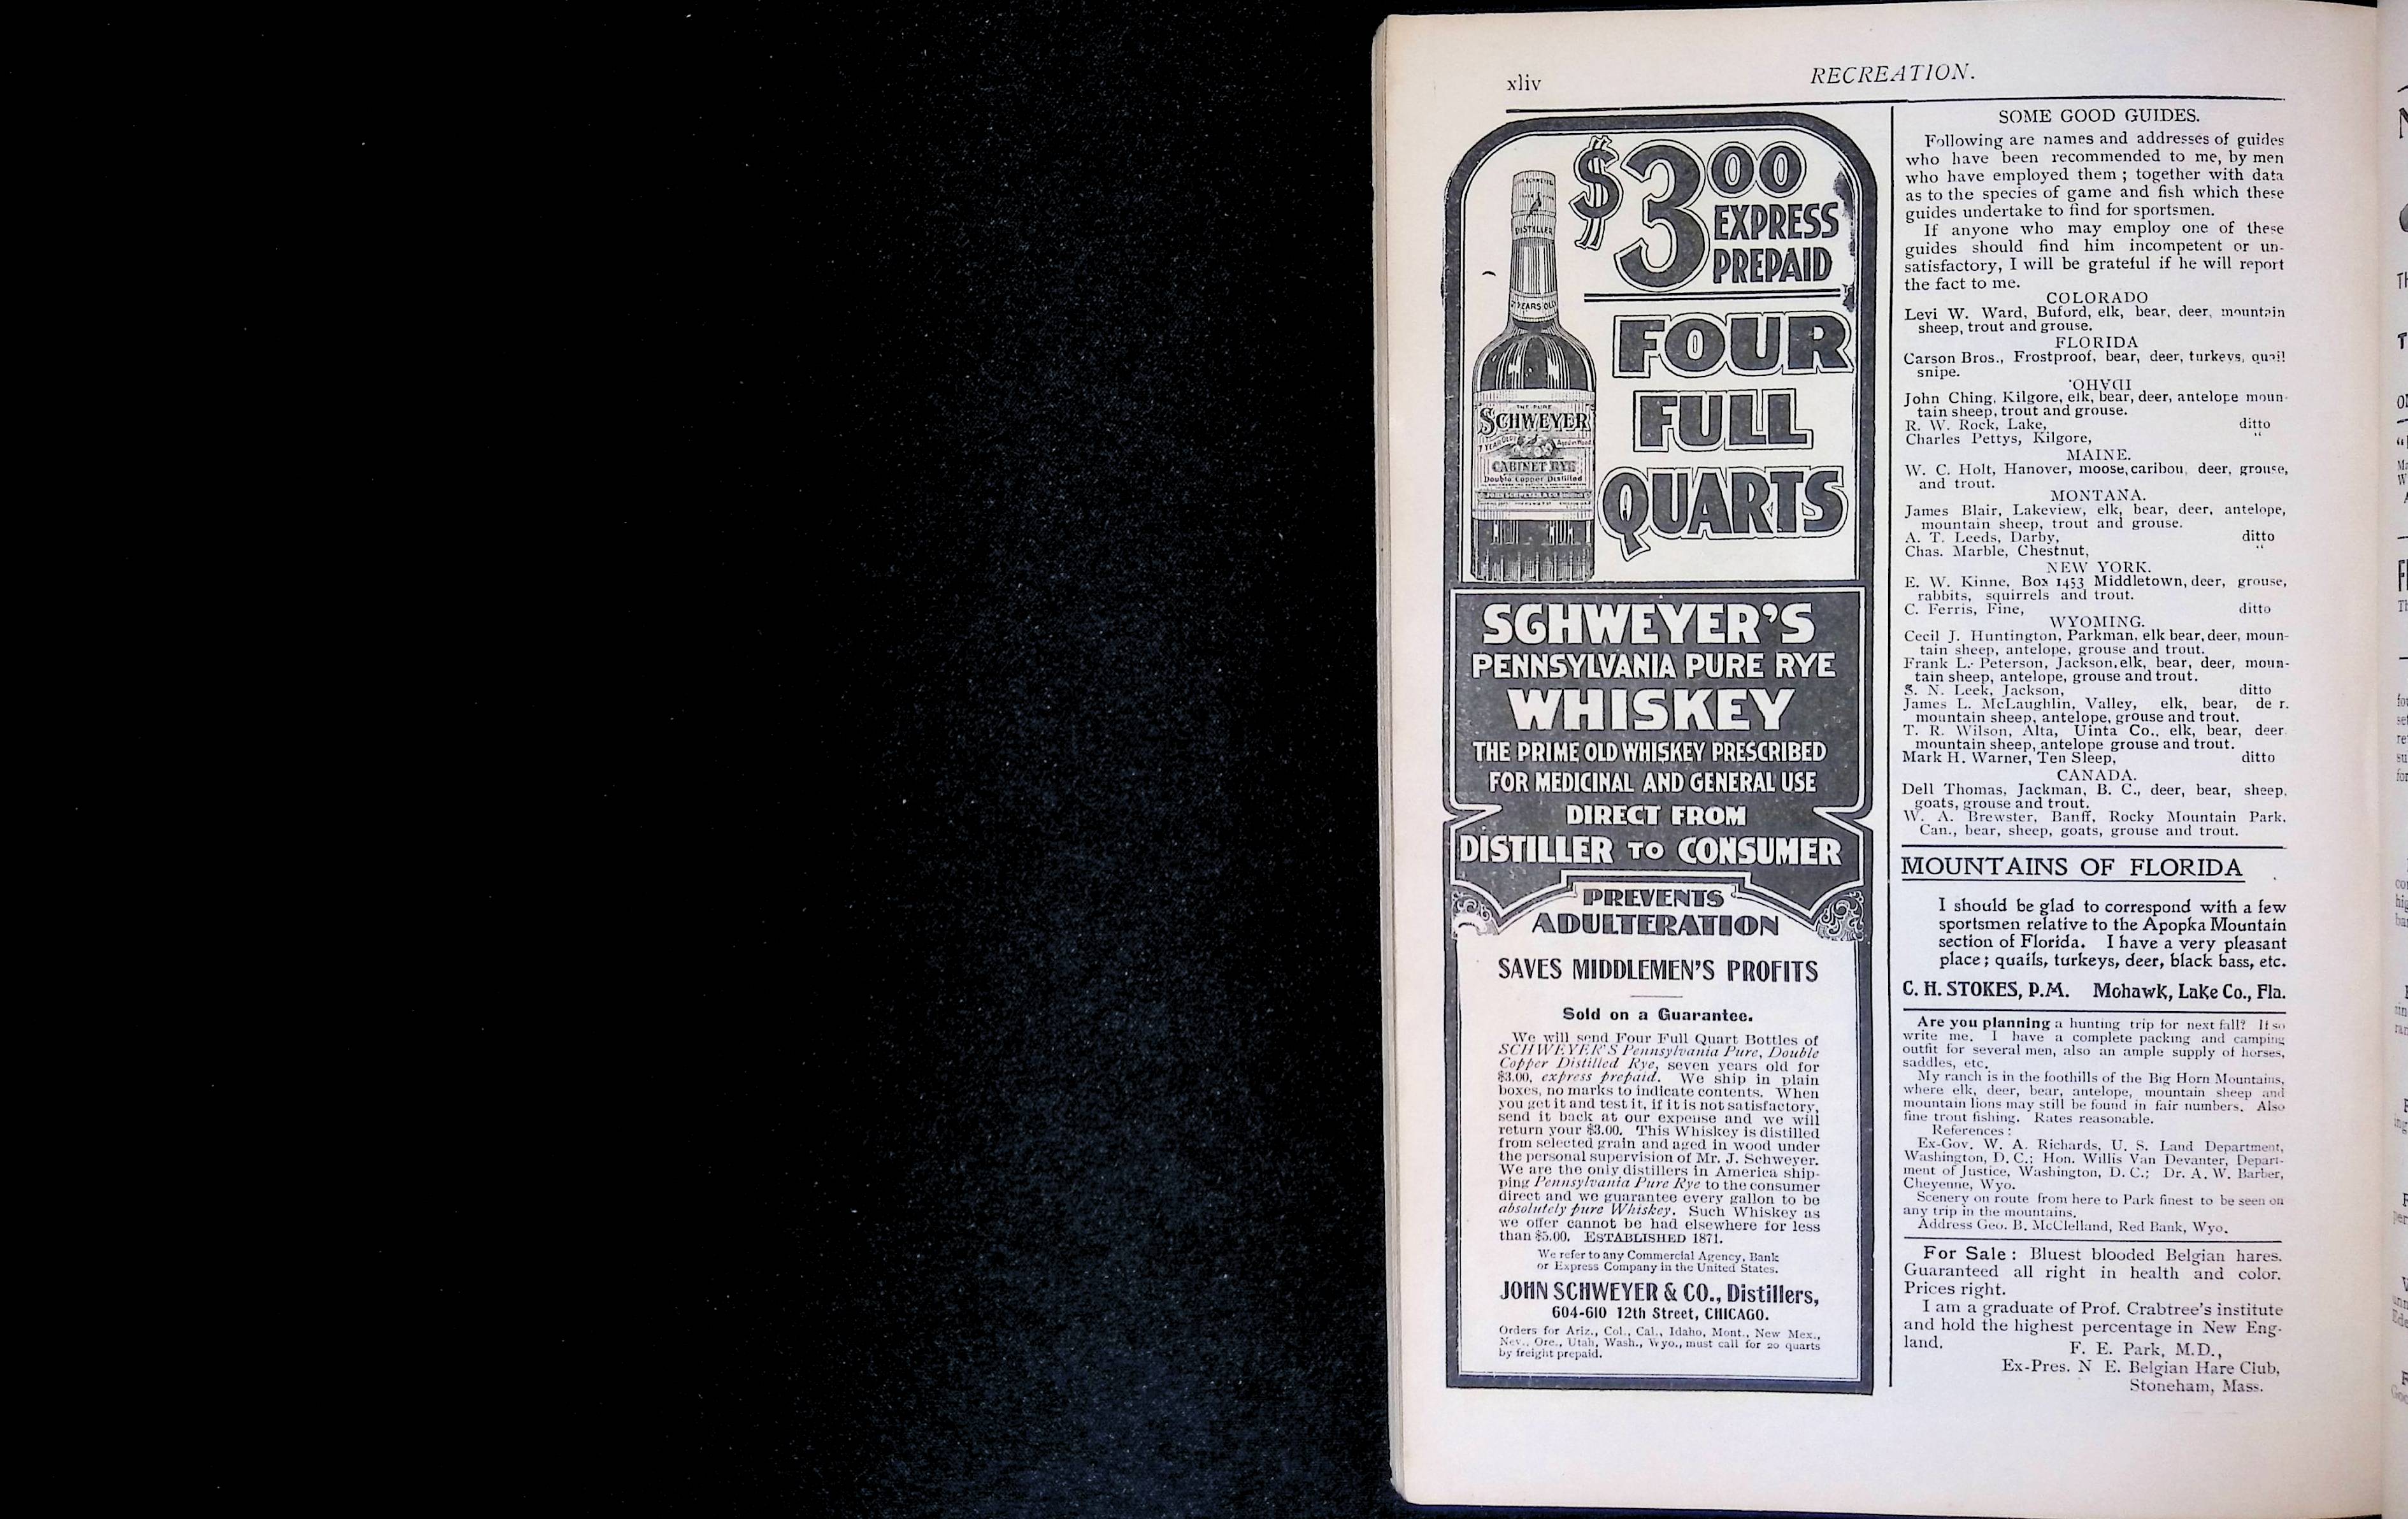 xliv
RECREATION.
$300
EXPRESS
PREPAID
FOUR
FULL
QUARTS
DISTILLER
7 YEARS OLD
THE PURE
SCHWEYER
7 YEAR OLD
CABINET RYE
Double Copper Distilled
JOHN SCHWEYER & CO.
SCHWEYER'S
PENNSYLVANIA PURE RYE
WHISKEY
THE PRIME OLD WHISKEY PRESCRIBED
FOR MEDICINAL AND GENERAL USE
DIRECT FROM
DISTILLER TO CONSUMER
PREVENTS
ADULTERATION
SAVES MIDDLEMEN'S PROFITS
Sold on a Guarantee.
We will send Four Full Quart Bottles of
SCHWEYER'S Pennsylvania Pure, Double
Copper Distilled Rye, seven years old for
$3.00, express prepaid. We ship in plain
boxes, no marks to indicate contents. When
you get it and test it, if it is not satisfactory,
send it back at our expense and we will
return your $3.00. This Whiskey is distilled
from selected grain and aged in wood under
the personal supervision of Mr. J. Schweyer.
We are the only distillers in America ship-
ping Pennsylvania Pure Rye to the consumer
direct and we guarantee every gallon to be
absolutely pure Whiskey. Such Whiskey as
we offer cannot be had elsewhere for less
than $5.00. ESTABLISHED 1871.
We refer to any Commercial Agency, Bank
or Express Company in the United States.
JOHN SCHWEYER & CO., Distillers,
604-610 12th Street, CHICAGO.
Orders for Ariz., Col., Cal., Idaho, Mont., New Mex.,
Nev., Ore., Utah, Wash., Wyo., must call for 20 quarts
by freight prepaid.
SOME GOOD GUIDES.
Following are names and addresses of guides
who have been recommended to me, by men
who have employed them; together with data
as to the species of game and fish which these
guides undertake to find for sportsmen.
If anyone who may employ one of these
guides should find him incompetent or un-
satisfactory, I will be grateful if he will report
the fact to me.
COLORADO
Levi W. Ward, Buford, elk, bear, deer, mountain
sheep, trout and grouse.
FLORIDA
Carson Bros., Frostproof, bear, deer, turkeys, quail
snipe.
IDAHO.
John Ching, Kilgore, elk, bear, deer, antelope moun-
tain sheep, trout and grouse.
R. W. Rock, Lake, ditto
Charles Pettys, Kilgore, "
MAINE.
W. C. Holt, Hanover, moose, caribou, deer, grouse,
and trout.
MONTANA.
James Blair, Lakeview, elk, bear, deer, antelope,
mountain sheep, trout and grouse.
A. T. Leeds, Darby, ditto
Chas. Marble, Chestnut, "
NEW YORK.
E. W. Kinne, Box 1453 Middletown, deer, grouse,
rabbits, squirrels and trout.
C. Ferris, Fine, ditto
WYOMING.
Cecil J. Huntington, Parkman, elk bear, deer, moun-
tain sheep, antelope, grouse and trout.
Frank L. Peterson, Jackson, elk, bear, deer, moun-
tain sheep, antelope, grouse and trout.
S. N. Leek, Jackson, ditto
James L. McLaughlin, Valley, elk, bear, de r.
mountain sheep, antelope, grouse and trout.
T. R. Wilson, Alta, Uinta Co., elk, bear, deer
mountain sheep, antelope grouse and trout.
Mark H. Warner, Ten Sleep, ditto
CANADA.
Dell Thomas, Jackman, B. C., deer, bear, sheep,
goats, grouse and trout.
W. A. Brewster, Banff, Rocky Mountain Park,
Can., bear, sheep, goats, grouse and trout.
MOUNTAINS OF FLORIDA
I should be glad to correspond with a few
sportsmen relative to the Apopka Mountain
section of Florida. I have a very pleasant
place; quails, turkeys, deer, black bass, etc.
C. H. STOKES, P.M. Mohawk, Lake Co., Fla.
Are you planning a hunting trip for next fall? If so
write me. I have a complete packing and camping
outfit for several men, also an ample supply of horses,
saddles, etc.
My ranch is in the foothills of the Big Horn Mountains,
where elk, deer, bear, antelope, mountain sheep and
mountain lions may still be found in fair numbers. Also
fine trout fishing. Rates reasonable.
References:
Ex-Gov. W. A. Richards, U. S. Land Department,
Washington, D. C.; Hon. Willis Van Devanter, Depart-
ment of Justice, Washington, D. C.; Dr. A. W. Barber,
Cheyenne, Wyo.
Scenery on route from here to Park finest to be seen on
any trip in the mountains.
Address Geo. B. McClelland, Red Bank, Wyo.
For Sale: Bluest blooded Belgian hares.
Guaranteed all right in health and color.
Prices right.
I am a graduate of Prof. Crabtree's institute
and hold the highest percentage in New Eng-
land.
F. E. Park, M.D.,
Ex-Pres. N E. Belgian Hare Club,
Stoneham, Mass.